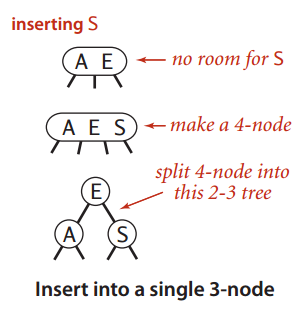 inserting S
A E
no room for S
A E S
make a 4-node
split 4-node into
this 2-3 tree
E
A
S
Insert into a single 3-node